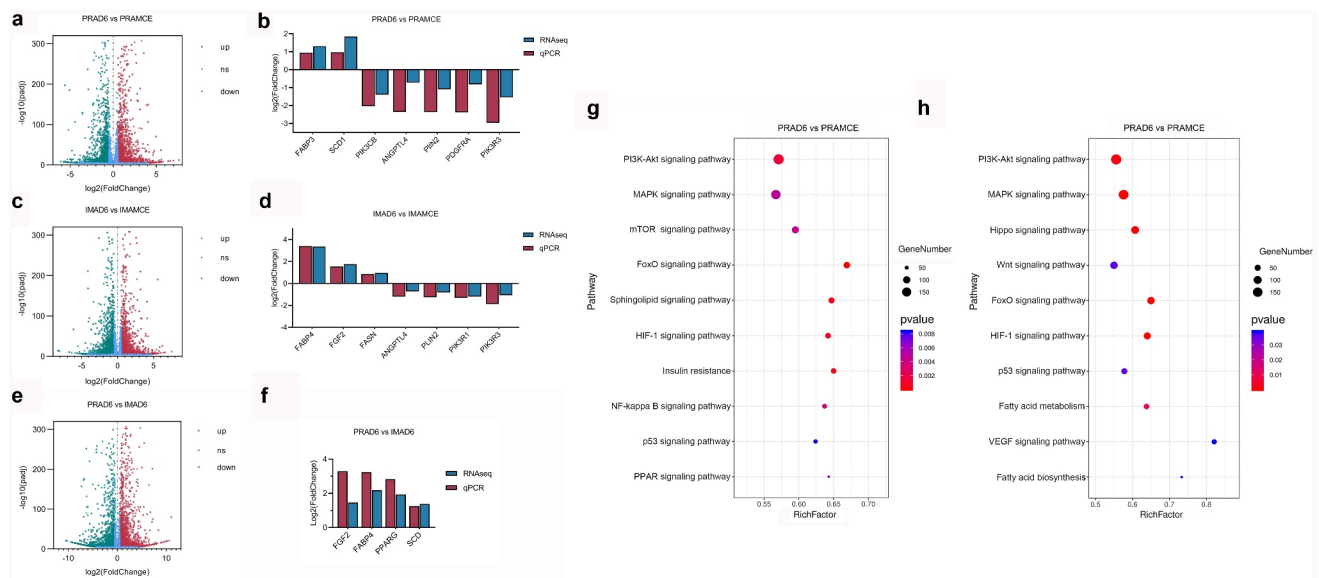 a
PRAD6 vs PRAMCE
300
200
100
0
-log10(padj)
-5
0
5
log2(FoldChange)
up
ns
down
b
PRAD6 vs PRAMCE
2
1
0
-1
-2
-3
log2(FoldChange)
RNAseq
qPCR
FABP3
SCD1
PIK3CB
ANGPTL4
PlIN2
PDGFRA
PIK3R3
c
IMAD6 vs IMAMCE
300
200
100
0
-log10(padj)
-5
0
5
log2(FoldChange)
up
ns
down
d
IMAD6 vs IMAMCE
4
2
0
-2
-4
log2(FoldChange)
RNAseq
qPCR
FABP4
FGF2
FASN
ANGPTL4
PLIN2
PIK3R1
PIK3R3
e
PRAD6 vs IMAD6
300
200
100
0
-log10(padj)
-10
0
10
log2(FoldChange)
up
ns
down
f
PRAD6 vs IMAD6
4
2
0
Log2(FoldChange)
RNAseq
qPCR
FGF2
FABP4
PPARG
SCD
g
PRAD6 vs PRAMCE
Pathway
PI3K-Akt signaling pathway
MAPK signaling pathway
mTOR signaling pathway
FoxO signaling pathway
Sphingolipid signaling pathway
HIF-1 signaling pathway
Insulin resistance
NF-kappa B signaling pathway
p53 signaling pathway
PPAR signaling pathway
0.55
0.60
0.65
0.70
RichFactor
GeneNumber
50
100
150
pvalue
0.008
0.006
0.004
0.002
h
PRAD6 vs PRAMCE
Pathway
PI3K-Akt signaling pathway
MAPK signaling pathway
Hippo signaling pathway
Wnt signaling pathway
FoxO signaling pathway
HIF-1 signaling pathway
p53 signaling pathway
Fatty acid metabolism
VEGF signaling pathway
Fatty acid biosynthesis
0.5
0.6
0.7
0.8
RichFactor
GeneNumber
50
100
150
pvalue
0.03
0.02
0.01